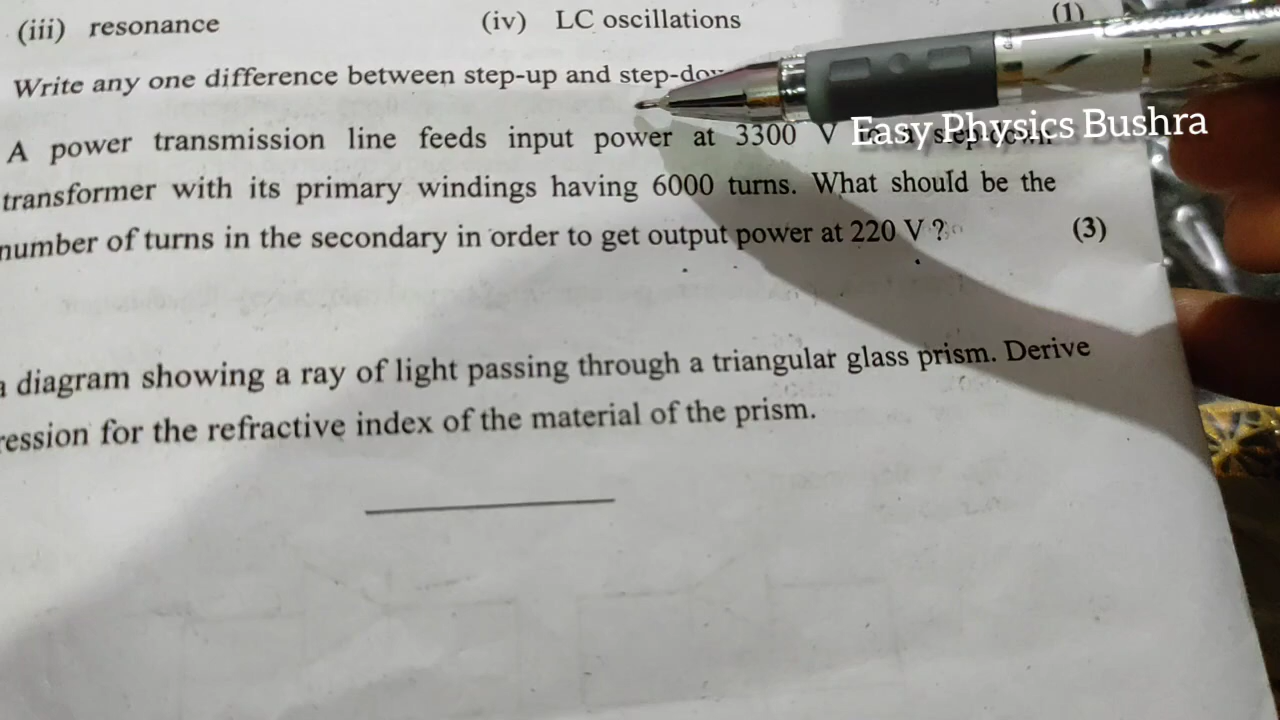 (iii) resonance (iv) LC oscillations (1)
Write any one difference between step-up and
A power transmission line feeds input power at 3300 V
Easy Physics Bushra
transformer with its primary windings having 6000 turns. What should be the
number of turns in the secondary in order to get output power at 220 V ? (3)
diagram showing a ray of light passing through a triangular glass prism. Derive
ression for the refractive index of the material of the prism.